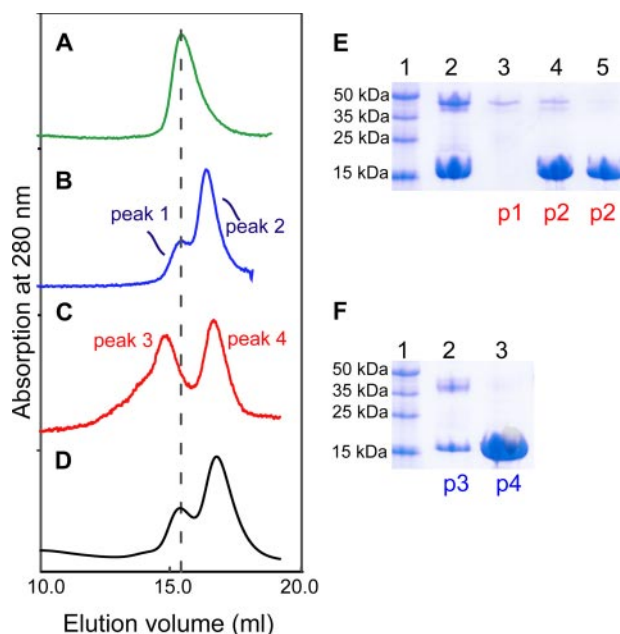 A
B
peak 1
peak 2
C
peak 3
peak 4
D
Absorption at 280 nm
10.0 15.0 20.0
Elution volume (ml)
E
1 2 3 4 5
50 kDa
35 kDa
25 kDa
15 kDa
p1 p2 p2
F
1 2 3
50 kDa
35 kDa
25 kDa
15 kDa
p3 p4